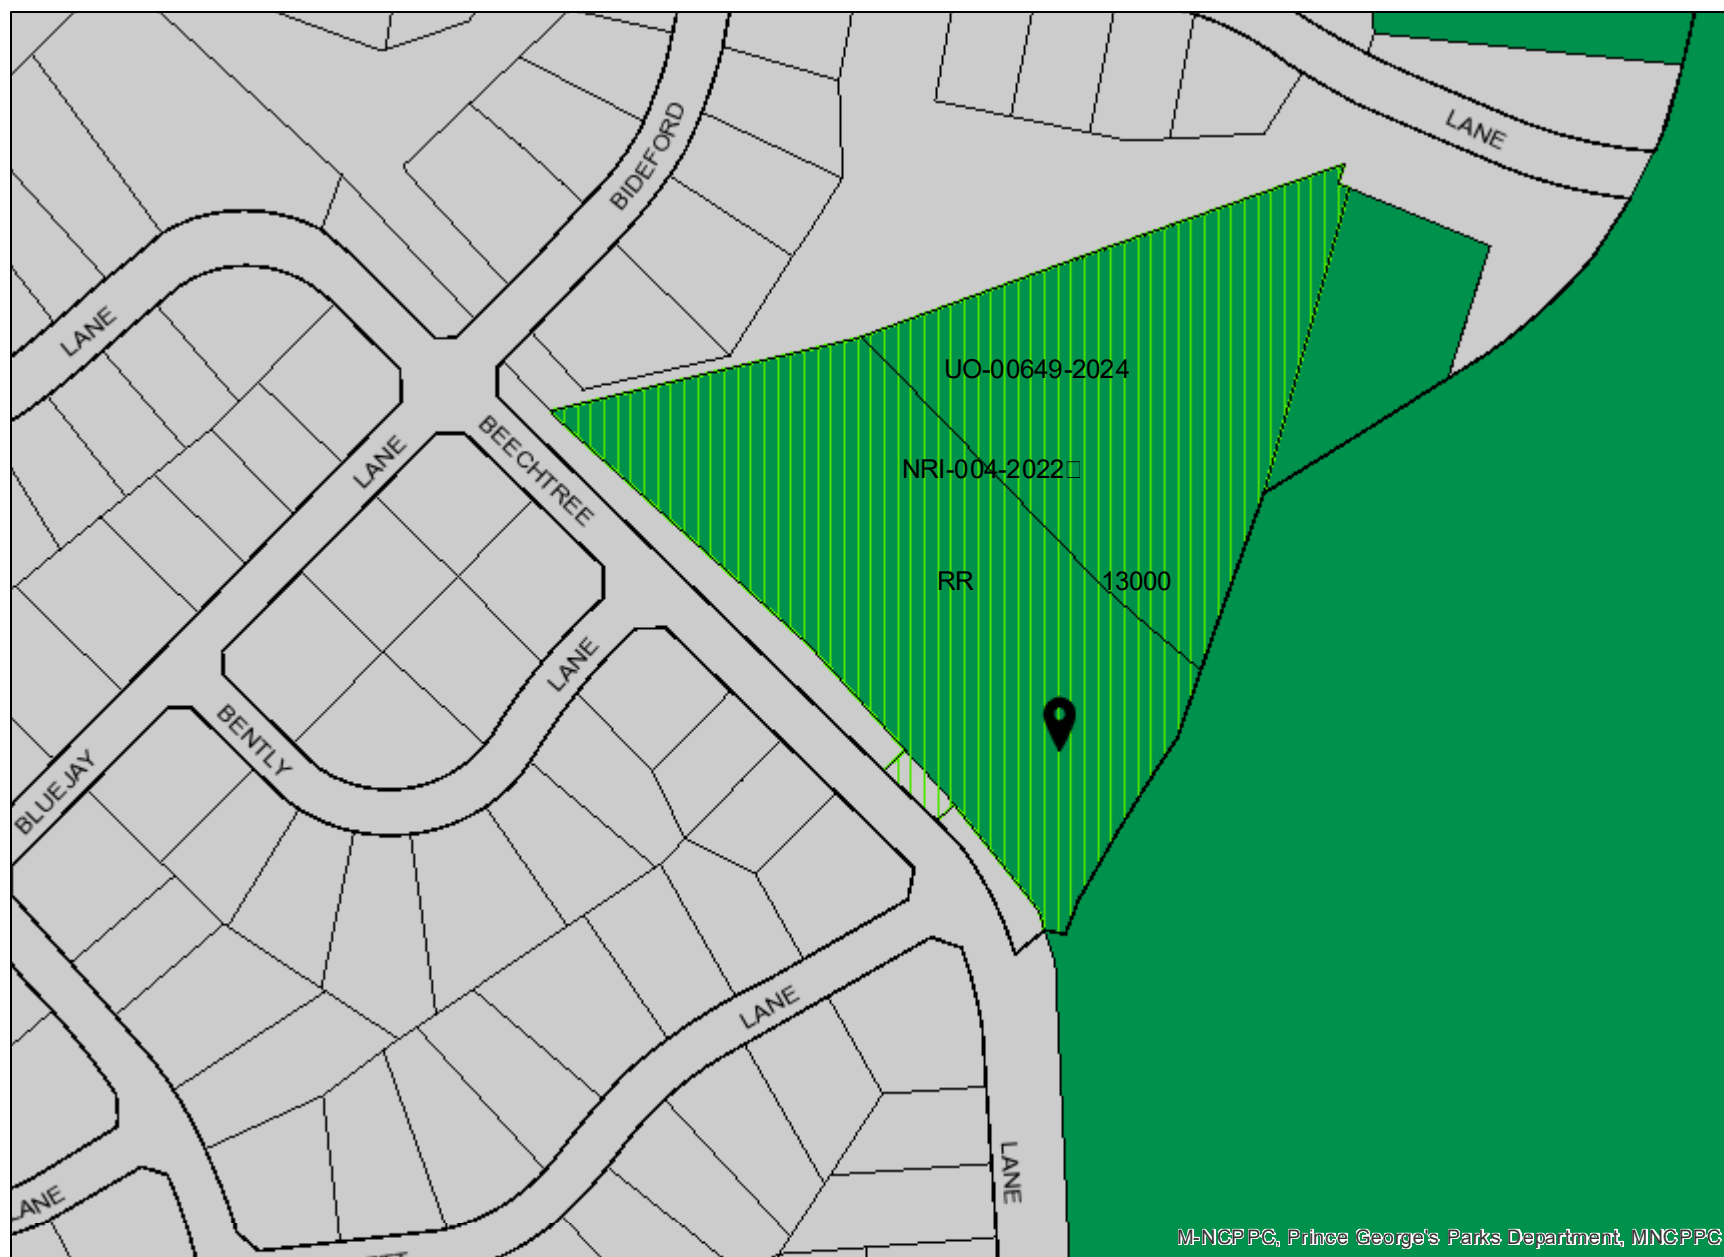 LANE
BIDEFORD
LANE
UO-00649-2024
BEECHTREE
LANE
NRI-004-2022
RR
13000
LANE
BENTLY
BLUEJAY
LANE
LANE
LANE
M-NCPPC, Prince George's Parks Department, MNCPPC